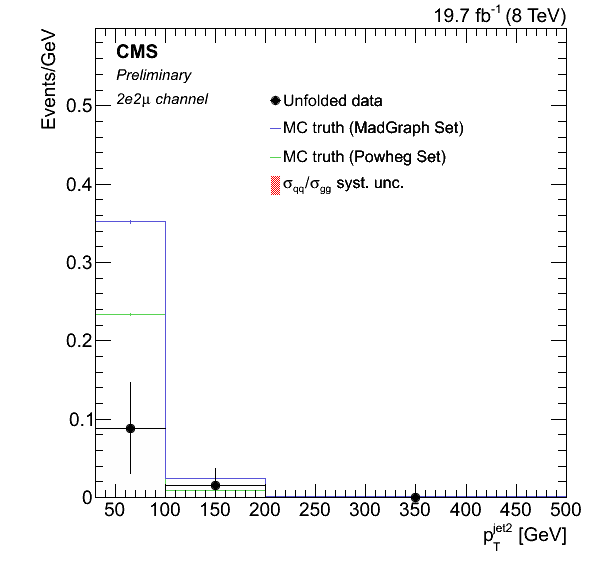 19.7 fb⁻¹ (8 TeV)
Events/GeV
CMS
Preliminary
2e2μ channel
Unfolded data
MC truth (MadGraph Set)
MC truth (Powheg Set)
σqq/σgg syst. unc.
0.5
0.4
0.3
0.2
0.1
0
50 100 150 200 250 300 350 400 450 500
p_T^jet2 [GeV]